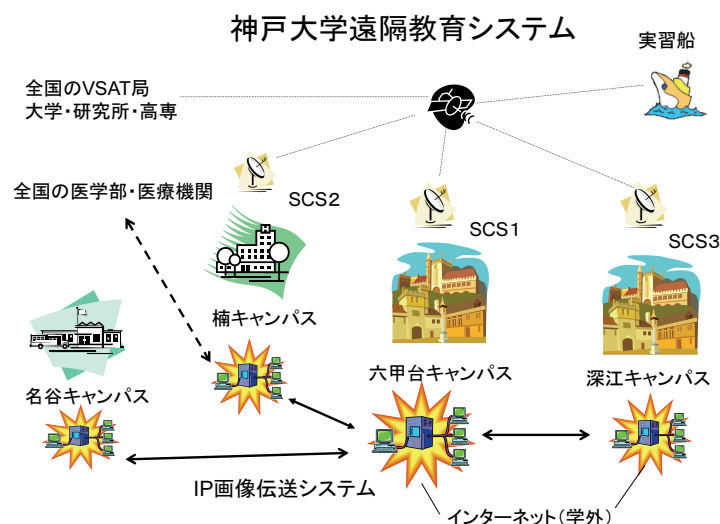 神戸大学遠隔教育システム
実習船
全国のVSAT局
大学・研究所・高専
全国の医学部・医療機関
SCS2
SCS1
SCS3
楠キャンパス
六甲台キャンパス
深江キャンパス
名谷キャンパス
IP画像伝送システム
インターネット(学外)